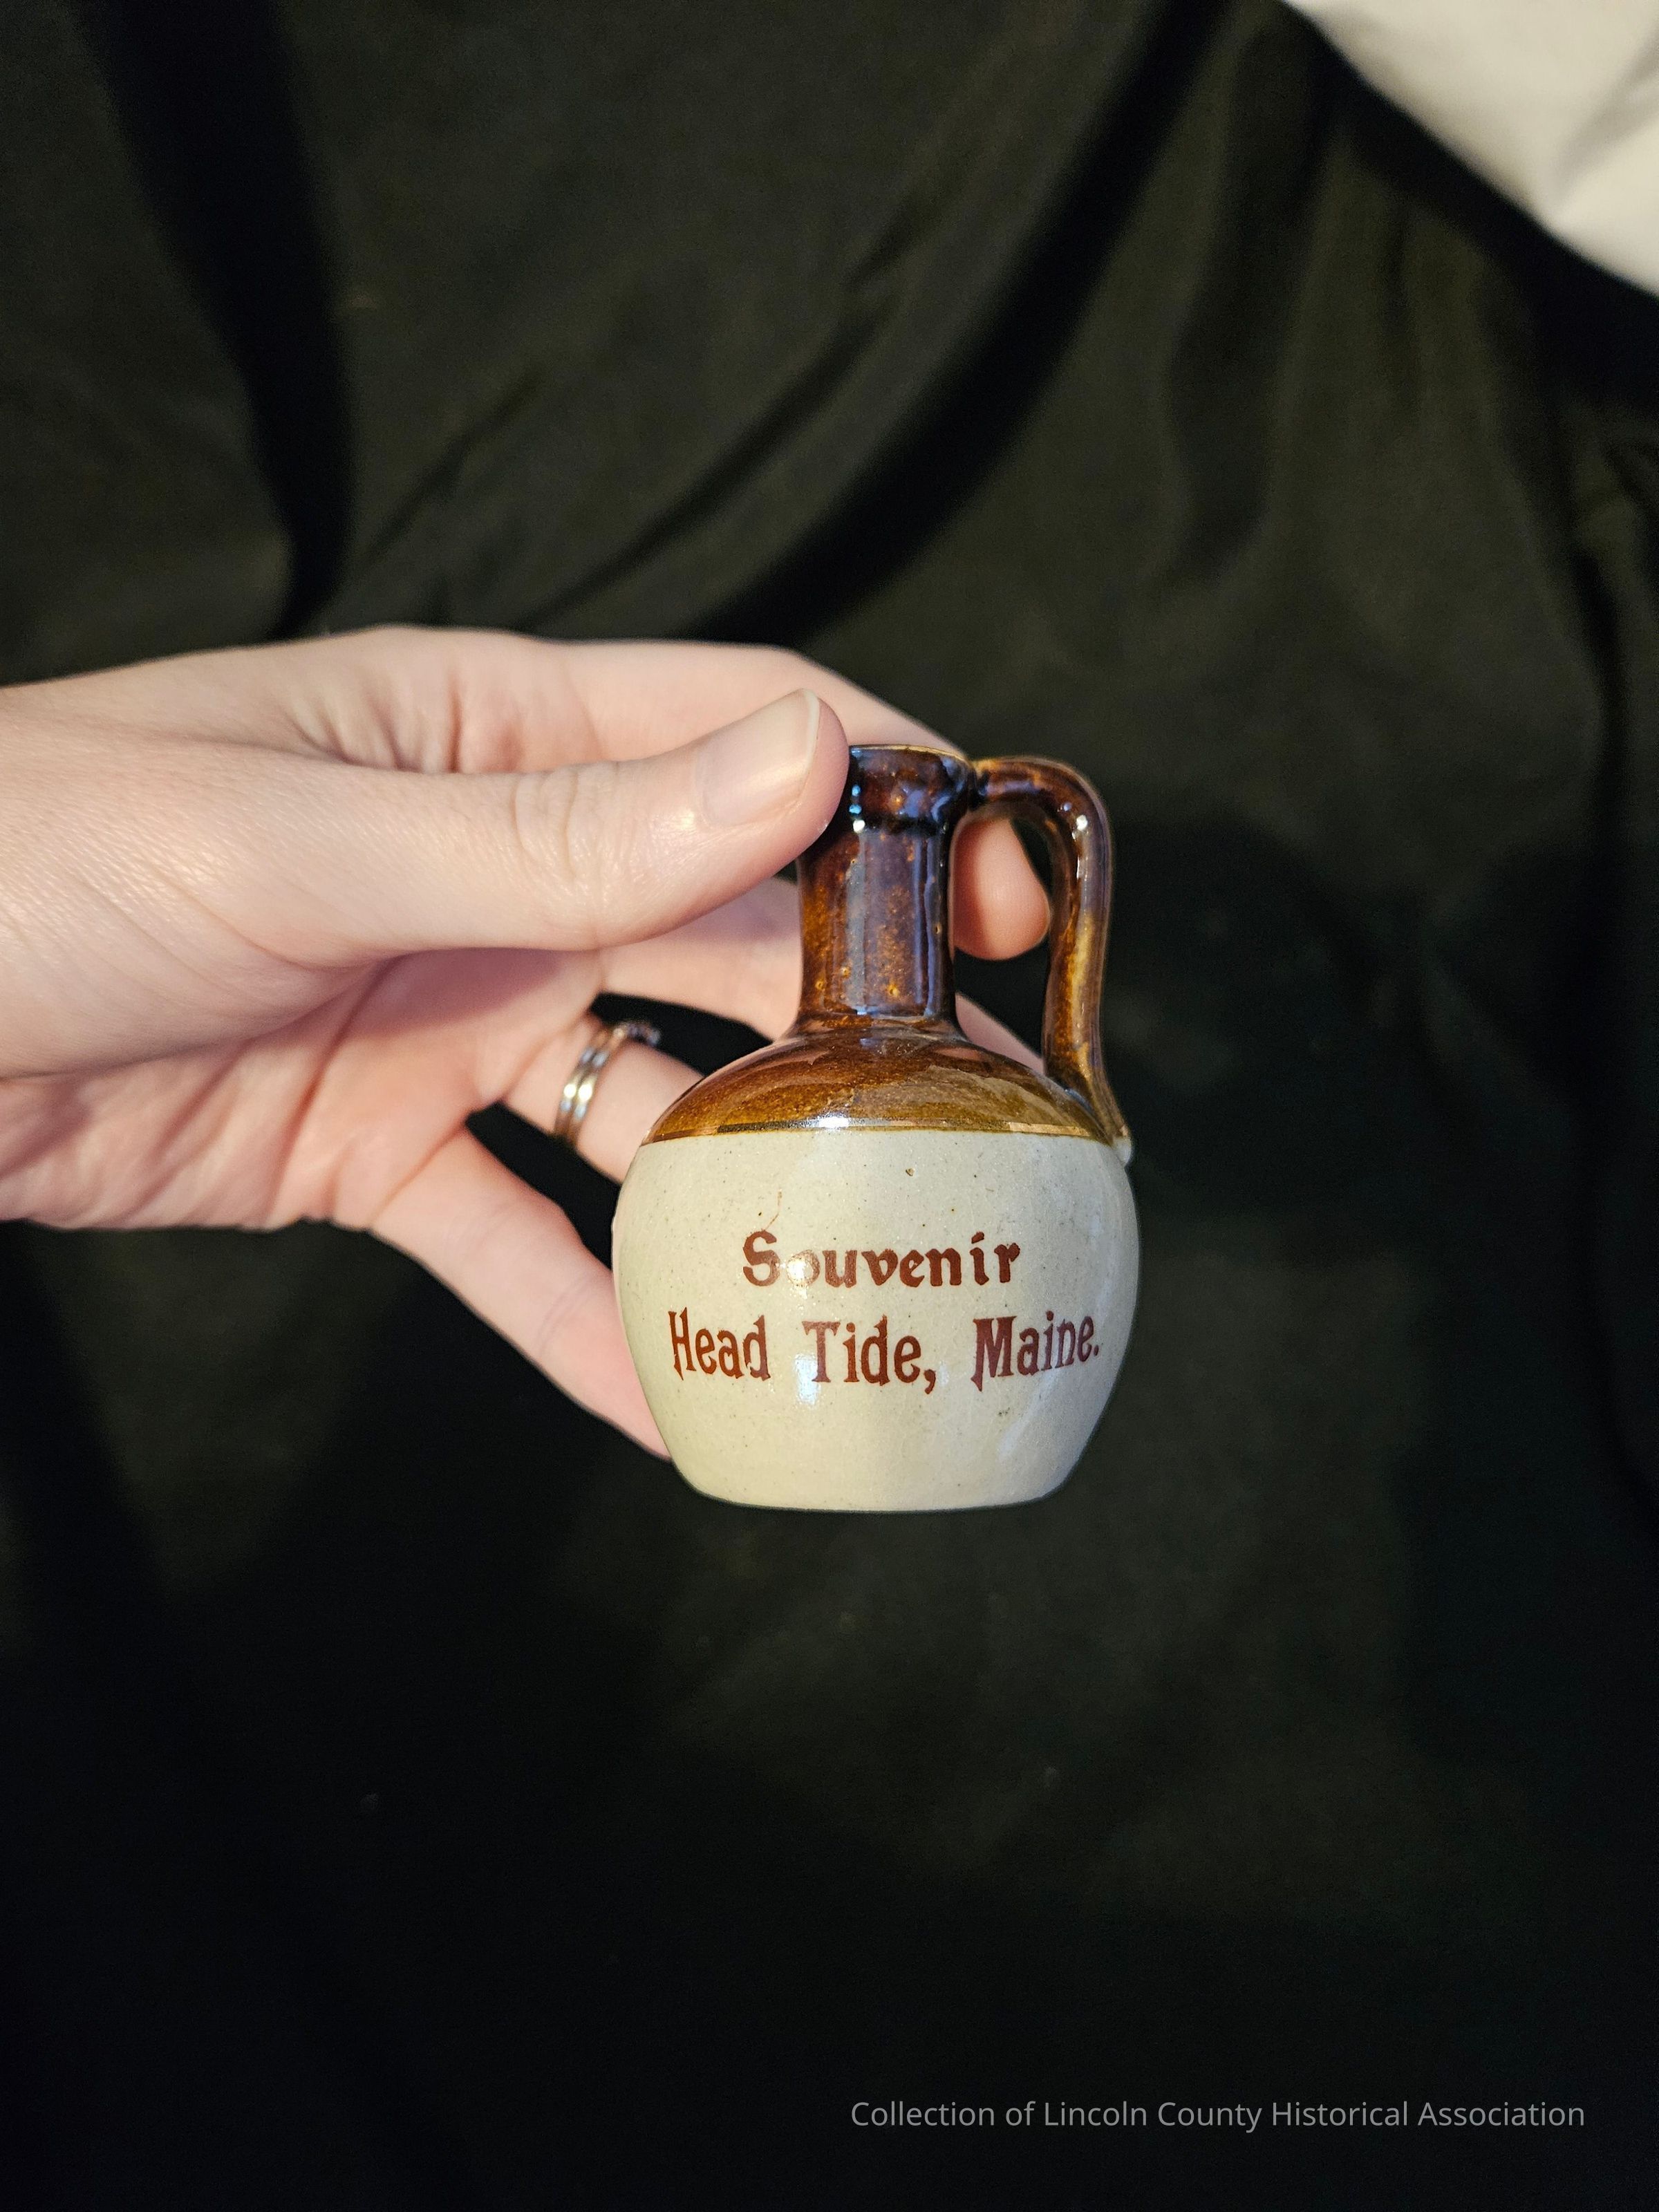 Souvenir
Head Tide, Maine.
Collection of Lincoln County Historical Association